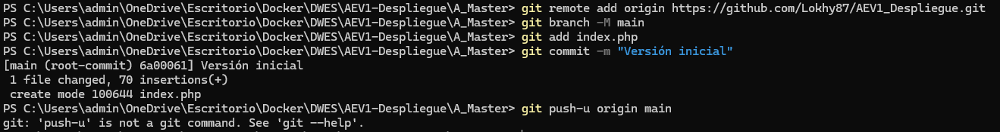 PS C:\Users\admin\OneDrive\Escritorio\Docker\DWES\AEV1-Despliegue\A_Master> git remote add origin https://github.com/Lokhy87/AEV1_Despliegue.git
PS C:\Users\admin\OneDrive\Escritorio\Docker\DWES\AEV1-Despliegue\A_Master> git branch -M main
PS C:\Users\admin\OneDrive\Escritorio\Docker\DWES\AEV1-Despliegue\A_Master> git add index.php
PS C:\Users\admin\OneDrive\Escritorio\Docker\DWES\AEV1-Despliegue\A_Master> git commit -m "Versión inicial"
[main (root-commit) 6a00061] Versión inicial
 1 file changed, 70 insertions(+)
 create mode 100644 index.php
PS C:\Users\admin\OneDrive\Escritorio\Docker\DWES\AEV1-Despliegue\A_Master> git push-u origin main
git: 'push-u' is not a git command. See 'git --help'.